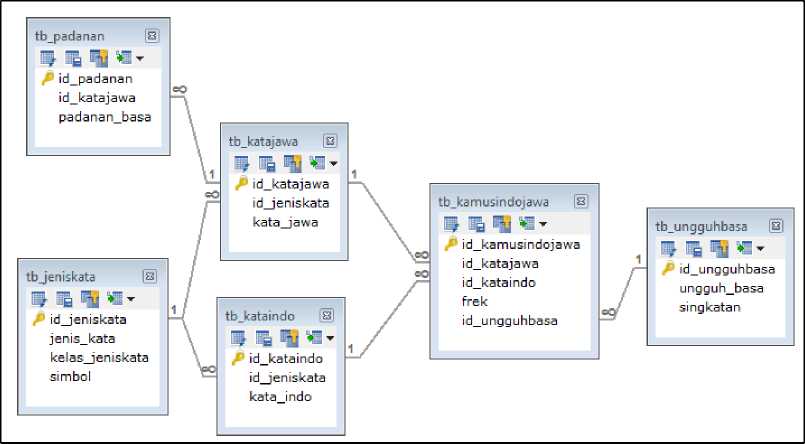 tb_padanan
id_padanan
id_katajawa
padanan_basa
tb_katajawa
id_katajawa
id_jeniskata
kata_jawa
tb_kamusindojawa
id_kamusindojawa
id_katajawa
id_kataindo
frek
id_ungguhbasa
tb_ungguhbasa
id_ungguhbasa
ungguh_basa
singkatan
tb_jeniskata
id_jeniskata
jenis_kata
kelas_jeniskata
simbol
tb_kataindo
id_kataindo
id_jeniskata
kata_indo
∞
1
∞
1
∞
∞
1
∞
1
∞
1